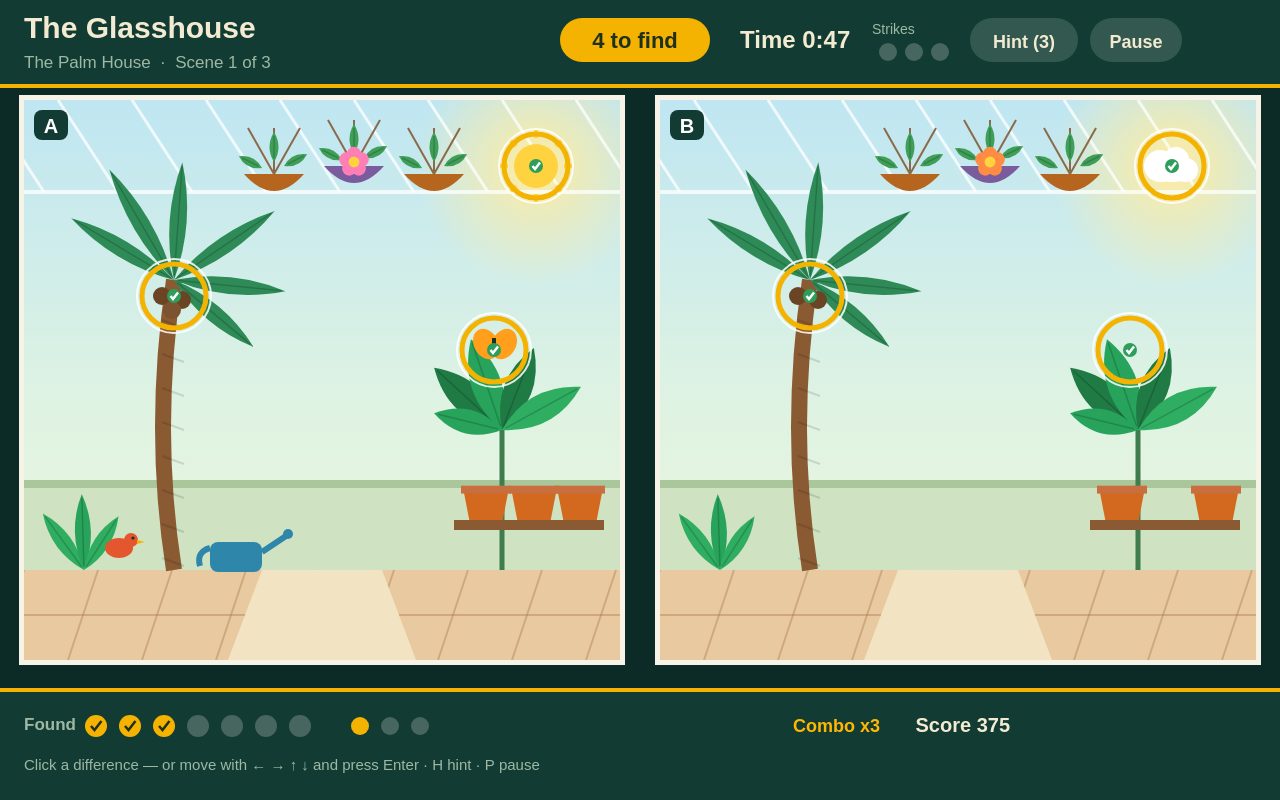 The Glasshouse
The Palm House · Scene 1 of 3
4 to find
Time 0:47
Strikes
Hint (3)
Pause
A
B
Found
Combo x3
Score 375
Click a difference — or move with ← → ↑ ↓ and press Enter · H hint · P pause